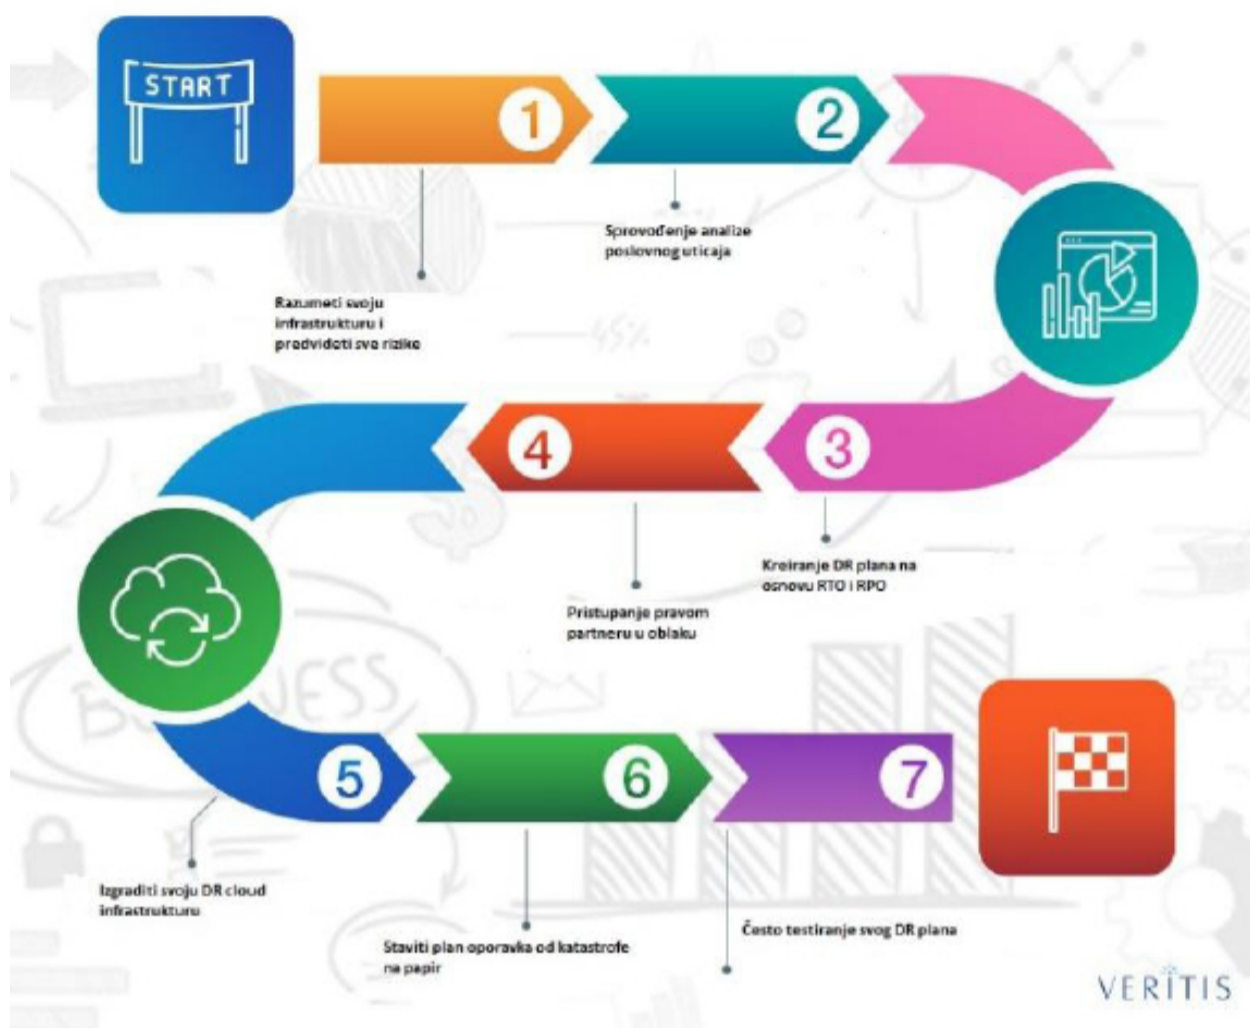 START
1
2
Sprovođenje analize
poslovnog uticaja
Razumeti svoju
infrastrukturu i
predvideti sve rizike
45%
4
3
Kreiranje DR plana na
osnovu RTO i RPO
Pristupanje pravom
partneru u oblaku
BUSINESS
5
6
7
Izgraditi svoju DR cloud
infrastrukturu
Staviti plan oporavka od katastrofe
na papir
Često testiranje svog DR plana
VERITIS